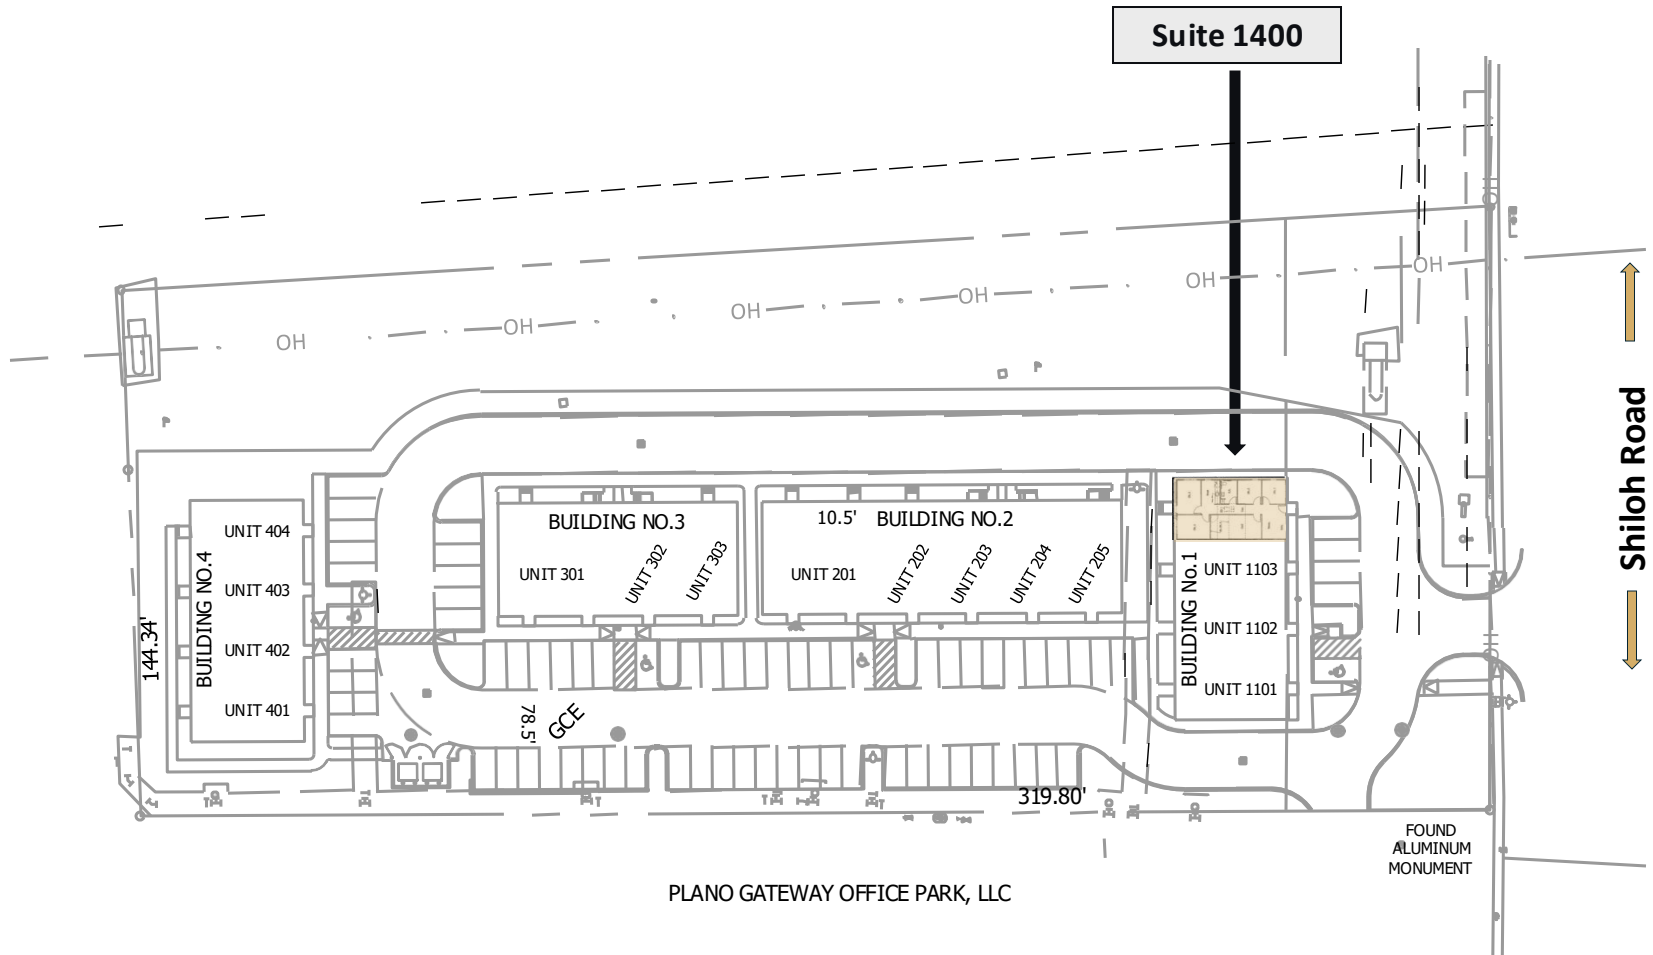 Suite 1400
OH
OH
OH
OH
OH
OH
OH
OH
Shiloh Road
BUILDING NO.4
UNIT 404
UNIT 403
UNIT 402
UNIT 401
144.34'
BUILDING NO.3
UNIT 301
UNIT 302
UNIT 303
10.5'
BUILDING NO.2
UNIT 201
UNIT 202
UNIT 203
UNIT 204
UNIT 205
BUILDING No.1
UNIT 1103
UNIT 1102
UNIT 1101
78.5'
GCE
319.80'
FOUND
ALUMINUM
MONUMENT
PLANO GATEWAY OFFICE PARK, LLC